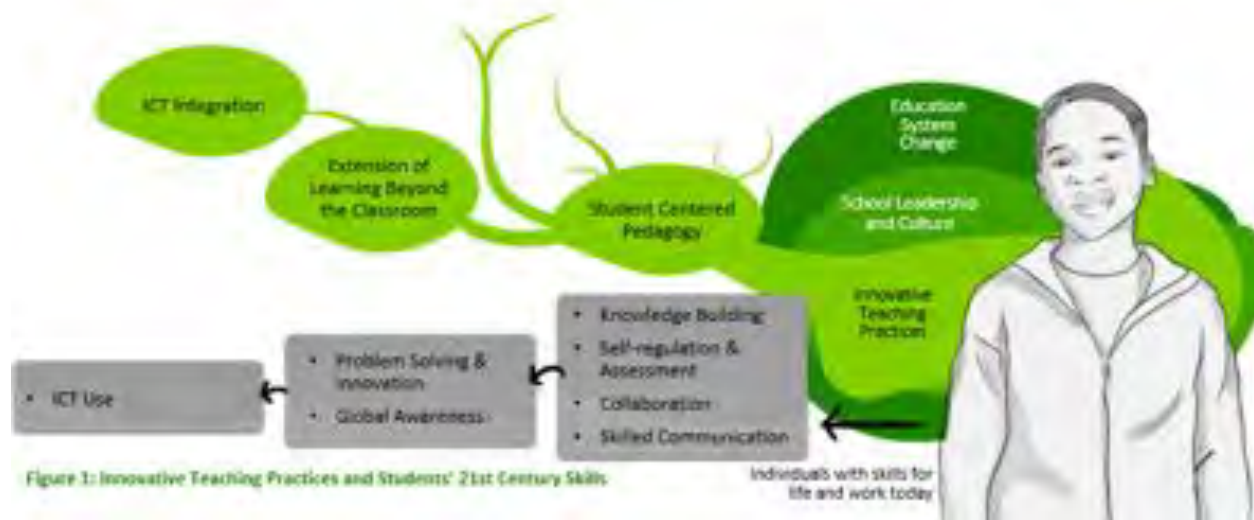 ICT Integration
Extension of
Learning Beyond
the Classroom
Student Centered
Pedagogy
Education
System
Change
School Leadership
and Culture
Innovative
Teaching
Practices
• Knowledge Building
• Self-regulation &
Assessment
• Collaboration
• Skilled Communication
• Problem Solving &
Innovation
• Global Awareness
• ICT Use
Individuals with skills for
life and work today
Figure 1: Innovative Teaching Practices and Students' 21st Century Skills